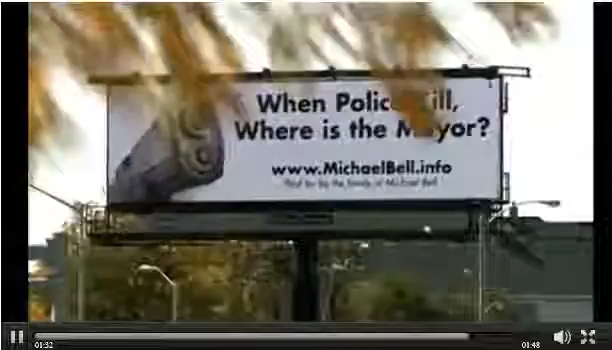 When Police Kill,
Where is the Mayor?
www.MichaelBell.info
Paid for by the family of Michael Bell
01:32
01:48